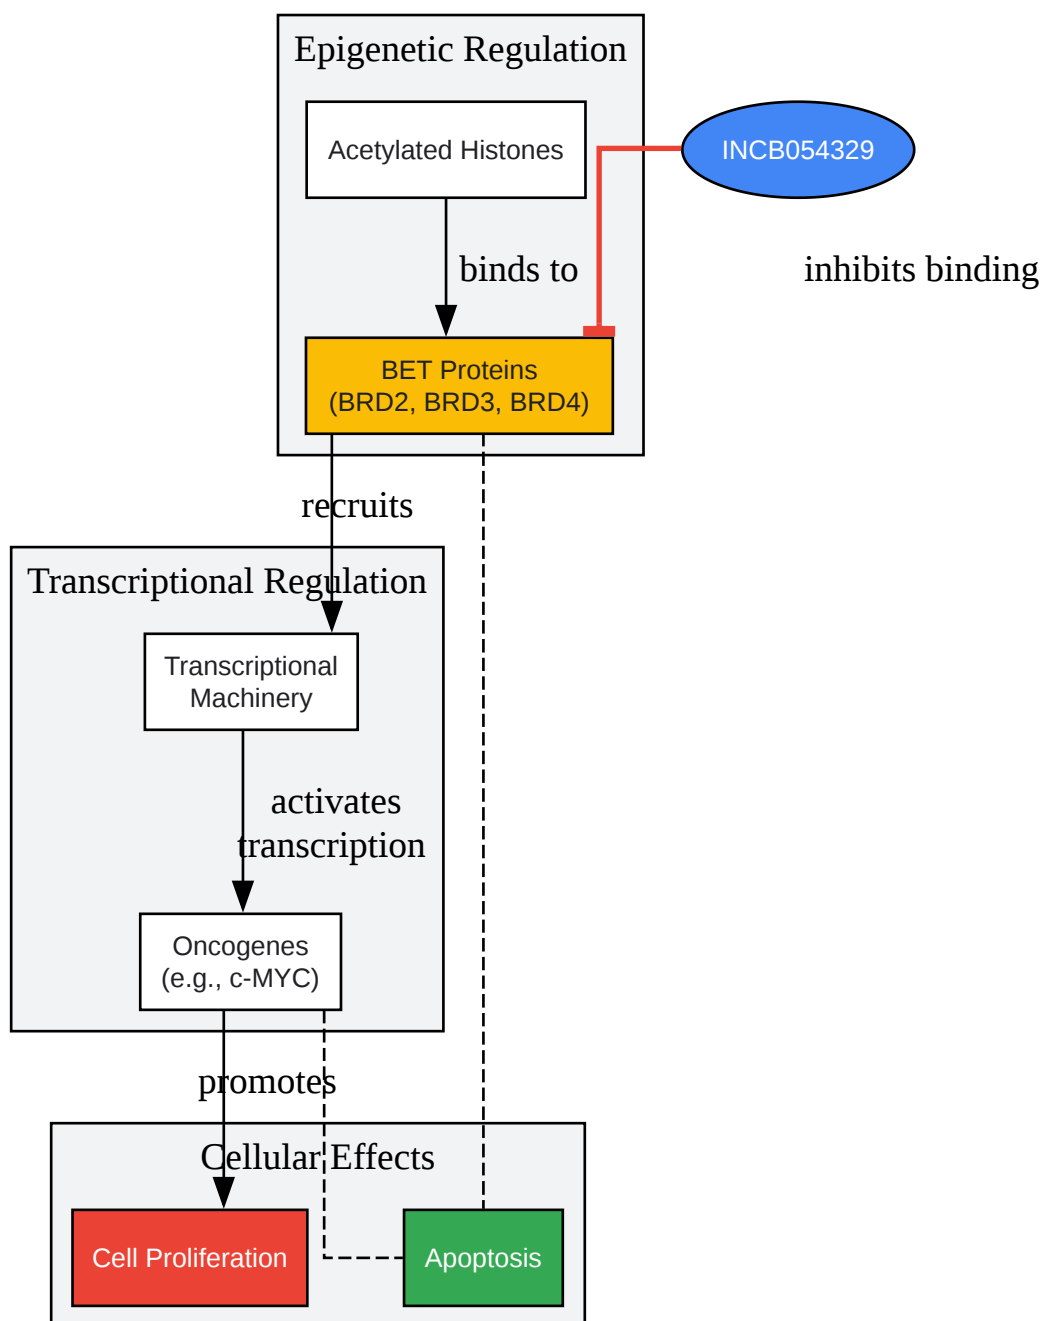 Epigenetic Regulation
Acetylated Histones
INCB054329
binds to
inhibits binding
BET Proteins
(BRD2, BRD3, BRD4)
recruits
Transcriptional Regulation
Transcriptional
Machinery
activates
transcription
Oncogenes
(e.g., c-MYC)
promotes
Cellular Effects
Cell Proliferation
Apoptosis